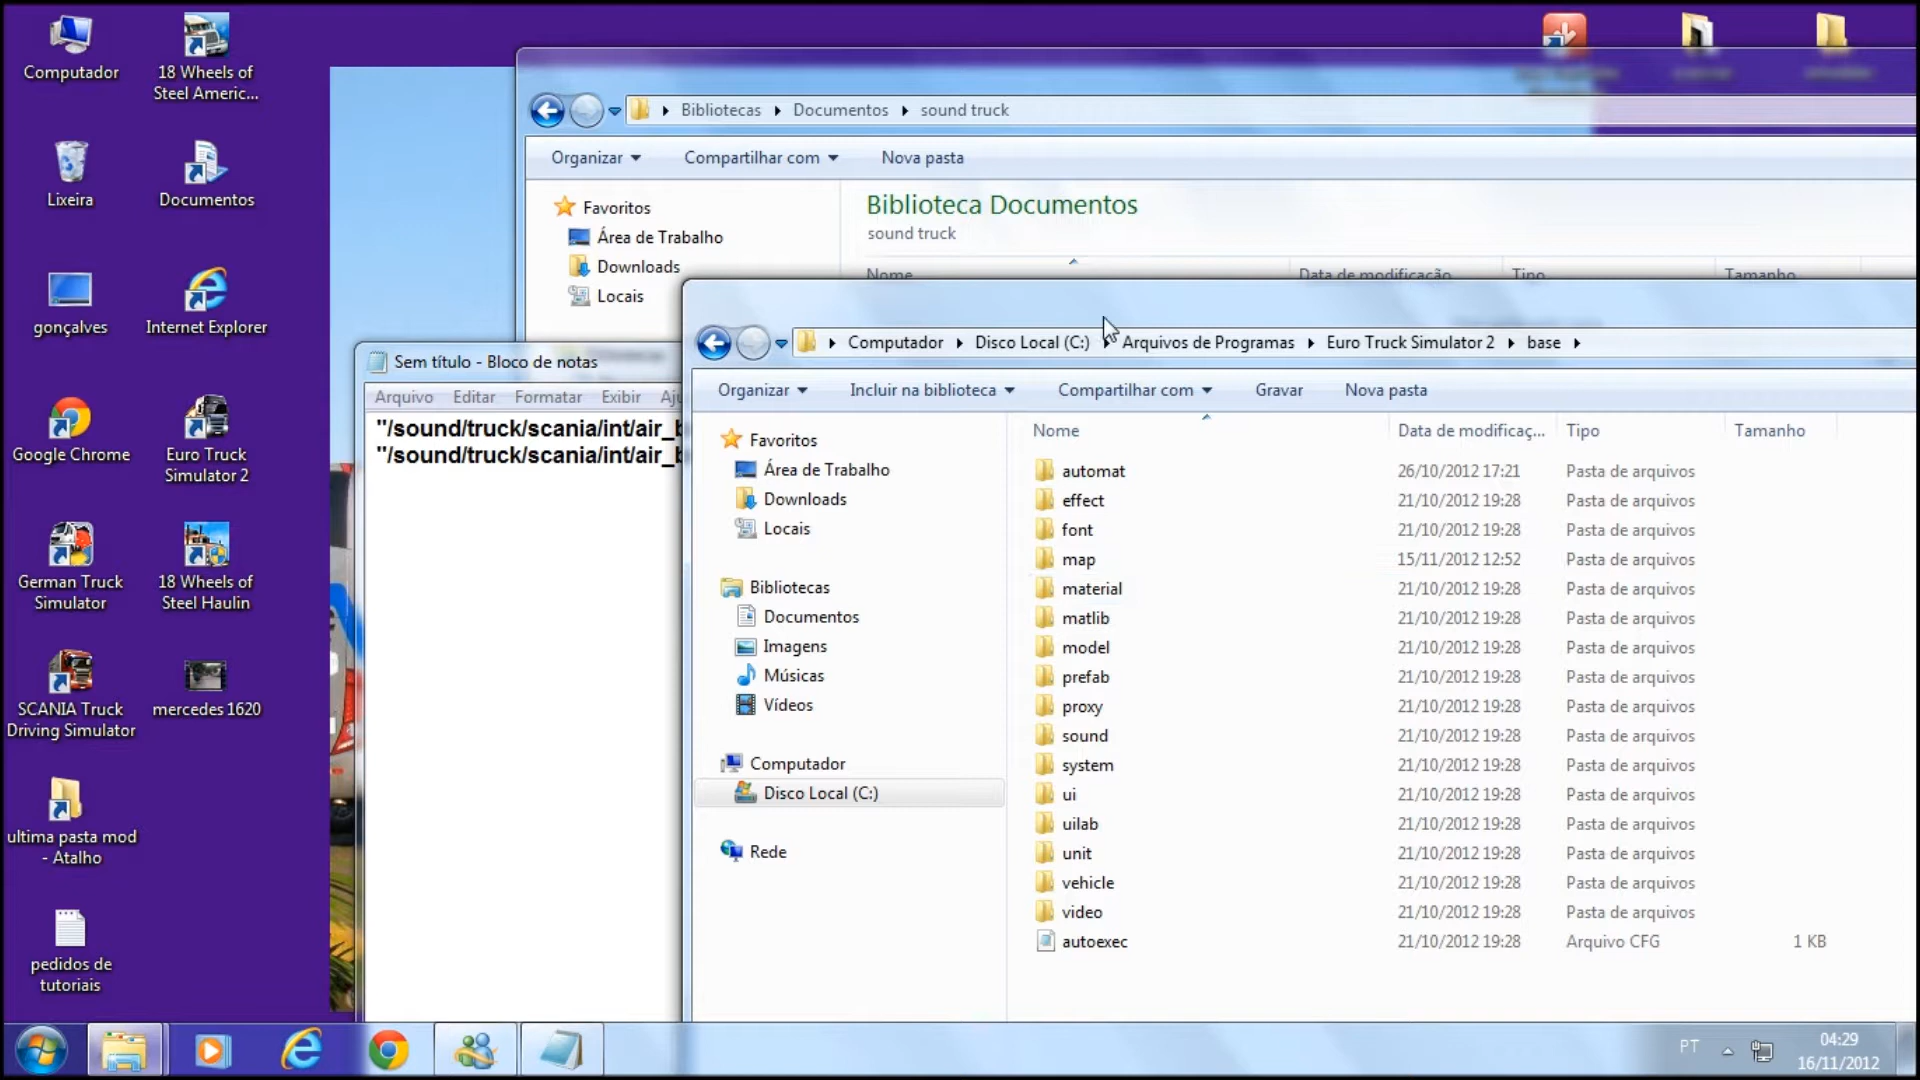 Computador
18 Wheels of
Steel Americ...
Lixeira
Documentos
gonçalves
Internet Explorer
Google Chrome
Euro Truck
Simulator 2
German Truck
Simulator
18 Wheels of
Steel Haulin
SCANIA Truck
Driving Simulator
mercedes 1620
ultima pasta mod
- Atalho
pedidos de
tutoriais
Bibliotecas Documentos sound truck
Organizar Compartilhar com Nova pasta
Favoritos
Área de Trabalho
Downloads
Locais
Biblioteca Documentos
sound truck
Nome Data de modificação Tipo Tamanho
Sem título - Bloco de notas
Arquivo Editar Formatar Exibir Aju
"/sound/truck/scania/int/air_b
"/sound/truck/scania/int/air_b
Computador Disco Local (C:) Arquivos de Programas Euro Truck Simulator 2 base
Organizar Incluir na biblioteca Compartilhar com Gravar Nova pasta
Favoritos
Área de Trabalho
Downloads
Locais
Bibliotecas
Documentos
Imagens
Músicas
Vídeos
Computador
Disco Local (C:)
Rede
Nome Data de modificaç... Tipo Tamanho
automat 26/10/2012 17:21 Pasta de arquivos
effect 21/10/2012 19:28 Pasta de arquivos
font 21/10/2012 19:28 Pasta de arquivos
map 15/11/2012 12:52 Pasta de arquivos
material 21/10/2012 19:28 Pasta de arquivos
matlib 21/10/2012 19:28 Pasta de arquivos
model 21/10/2012 19:28 Pasta de arquivos
prefab 21/10/2012 19:28 Pasta de arquivos
proxy 21/10/2012 19:28 Pasta de arquivos
sound 21/10/2012 19:28 Pasta de arquivos
system 21/10/2012 19:28 Pasta de arquivos
ui 21/10/2012 19:28 Pasta de arquivos
uilab 21/10/2012 19:28 Pasta de arquivos
unit 21/10/2012 19:28 Pasta de arquivos
vehicle 21/10/2012 19:28 Pasta de arquivos
video 21/10/2012 19:28 Pasta de arquivos
autoexec 21/10/2012 19:28 Arquivo CFG 1 KB
PT
04:29
16/11/2012